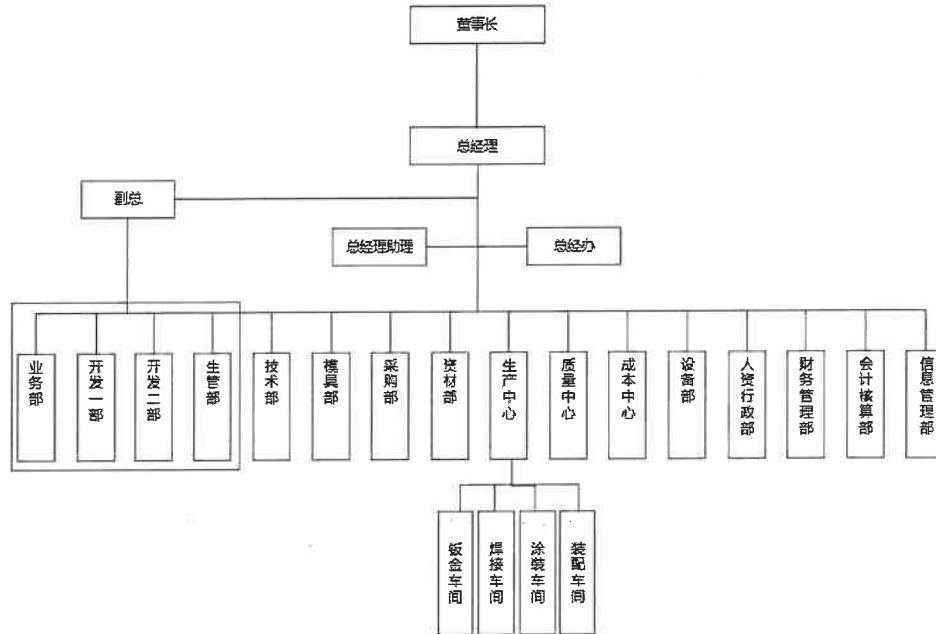 董事长
总经理
副总
总经理助理
总经办
业务部
开发一部
开发二部
生管部
技术部
模具部
采购部
资材部
生产中心
质量中心
成本中心
设备部
人资行政部
财务管理部
会计核算部
信息管理部
钣金车间
焊接车间
涂装车间
装配车间